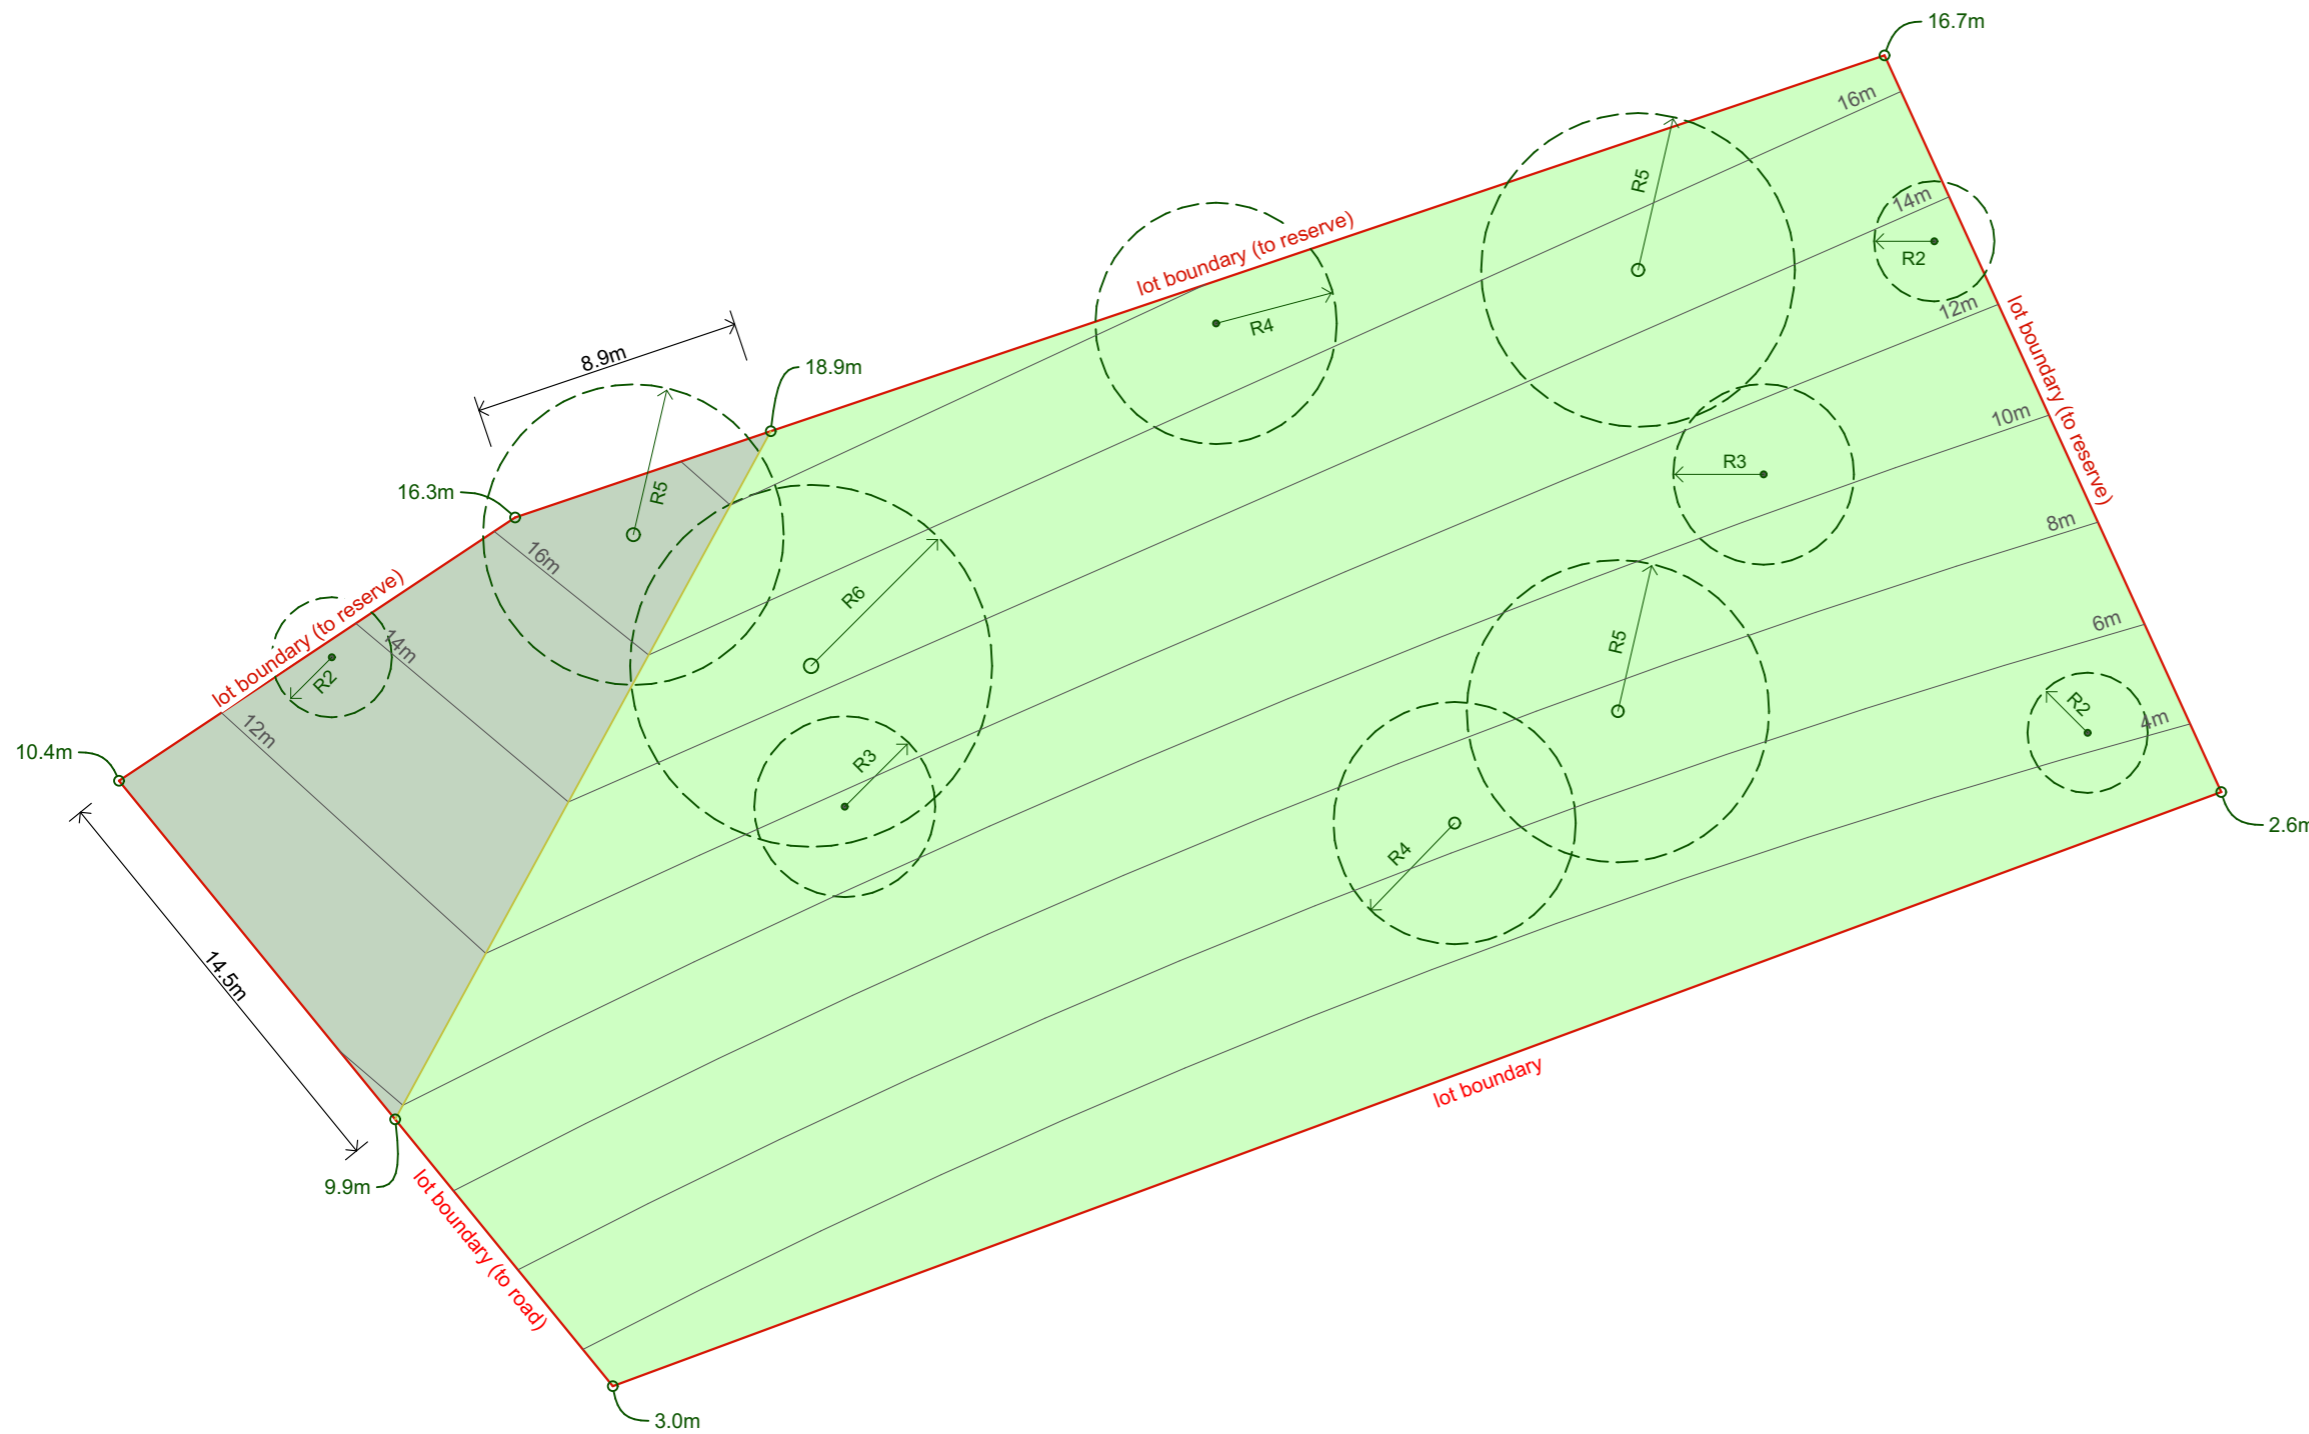 16.7m
16m
R5
14m
R2
lot boundary (to reserve)
R4
12m
lot boundary (to reserve)
8.9m
18.9m
10m
R3
16.3m
R5
8m
16m
R6
6m
lot boundary (to reserve)
14m
R5
R2
R2
4m
12m
10.4m
R3
2.6m
R4
14.5m
lot boundary
9.9m
lot boundary (to road)
3.0m